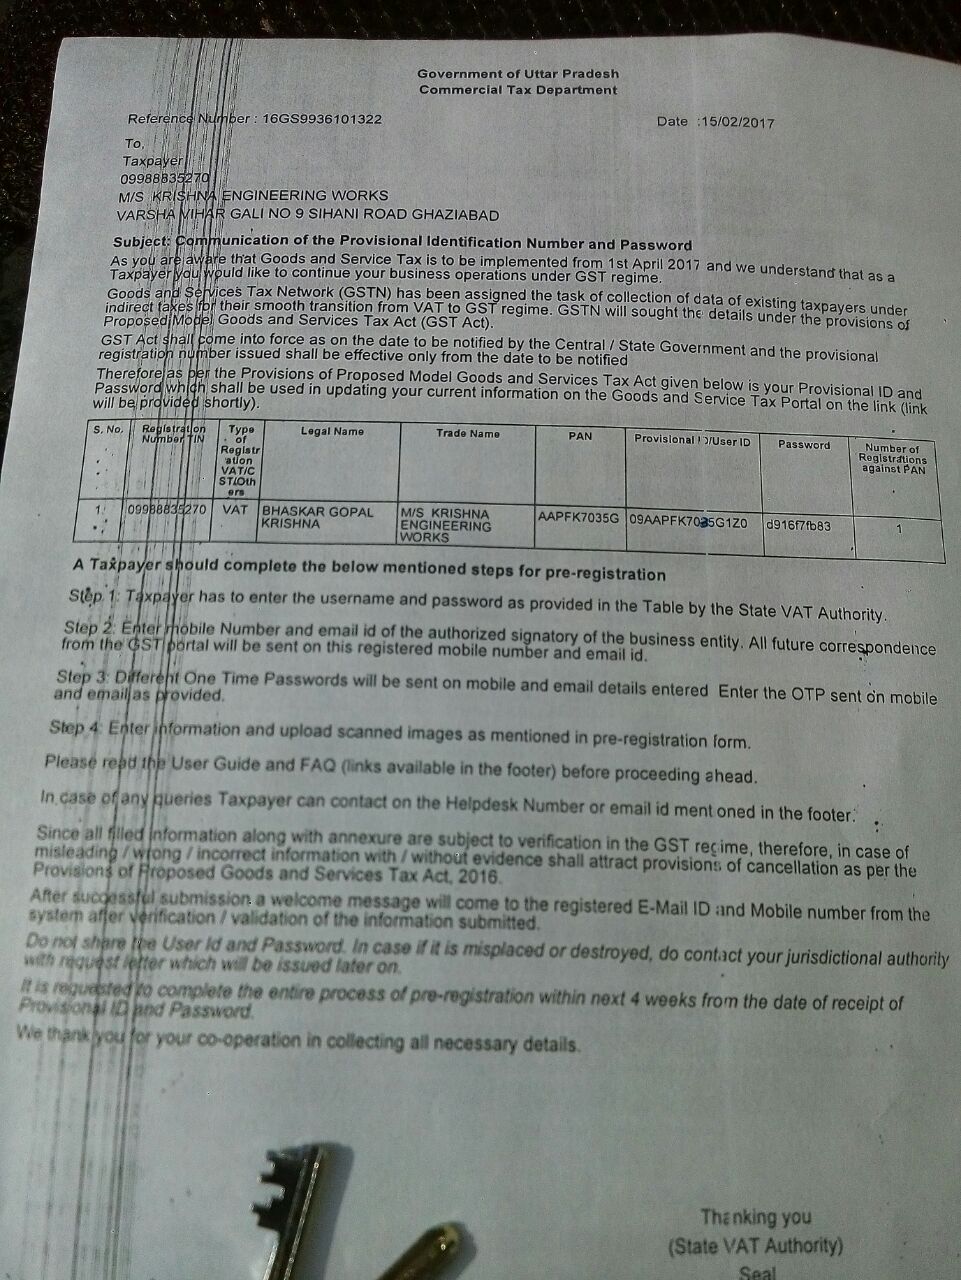 Government of Uttar Pradesh
Commercial Tax Department
Reference Number : 16GS9936101322
Date :15/02/2017
To,
Taxpayer
09988835270
M/S KRISHNA ENGINEERING WORKS
VARSHA VIHAR GALI NO 9 SIHANI ROAD GHAZIABAD
Subject: Communication of the Provisional Identification Number and Password
As you are aware that Goods and Service Tax is to be implemented from 1st April 2017 and we understand that as a
Taxpayer you would like to continue your business operations under GST regime.
Goods and Services Tax Network (GSTN) has been assigned the task of collection of data of existing taxpayers under
indirect taxes for their smooth transition from VAT to GST regime. GSTN will sought the details under the provisions of
Proposed Model Goods and Services Tax Act (GST Act).
GST Act shall come into force as on the date to be notified by the Central / State Government and the provisional
registration number issued shall be effective only from the date to be notified
Therefore as per the Provisions of Proposed Model Goods and Services Tax Act given below is your Provisional ID and
Password which shall be used in updating your current information on the Goods and Service Tax Portal on the link (link
will be provided shortly).
S. No. Registration Number TIN Type of Registr ation VAT/C ST/Oth ers Legal Name Trade Name PAN Provisional ID/User ID Password Number of Registrations against PAN
1. 09988835270 VAT BHASKAR GOPAL KRISHNA M/S KRISHNA ENGINEERING WORKS AAPFK7035G 09AAPFK7035G1Z0 d916f7fb83 1
A Taxpayer should complete the below mentioned steps for pre-registration
Step 1: Taxpayer has to enter the username and password as provided in the Table by the State VAT Authority.
Step 2: Enter mobile Number and email id of the authorized signatory of the business entity. All future correspondence
from the GST portal will be sent on this registered mobile number and email id.
Step 3: Different One Time Passwords will be sent on mobile and email details entered Enter the OTP sent on mobile
and email as provided.
Step 4: Enter information and upload scanned images as mentioned in pre-registration form.
Please read the User Guide and FAQ (links available in the footer) before proceeding ahead.
In case of any queries Taxpayer can contact on the Helpdesk Number or email id ment oned in the footer.
Since all filled information along with annexure are subject to verification in the GST regime, therefore, in case of
misleading / wrong / incorrect information with / without evidence shall attract provisions of cancellation as per the
Provisions of Proposed Goods and Services Tax Act, 2016.
After successful submission a welcome message will come to the registered E-Mail ID and Mobile number from the
system after verification / validation of the information submitted.
Do not share the User Id and Password. In case if it is misplaced or destroyed, do contact your jurisdictional authority
with request letter which will be issued later on.
It is requested to complete the entire process of pre-registration within next 4 weeks from the date of receipt of
Provisional ID and Password.
We thank you for your co-operation in collecting all necessary details.
Thanking you
(State VAT Authority)
Seal